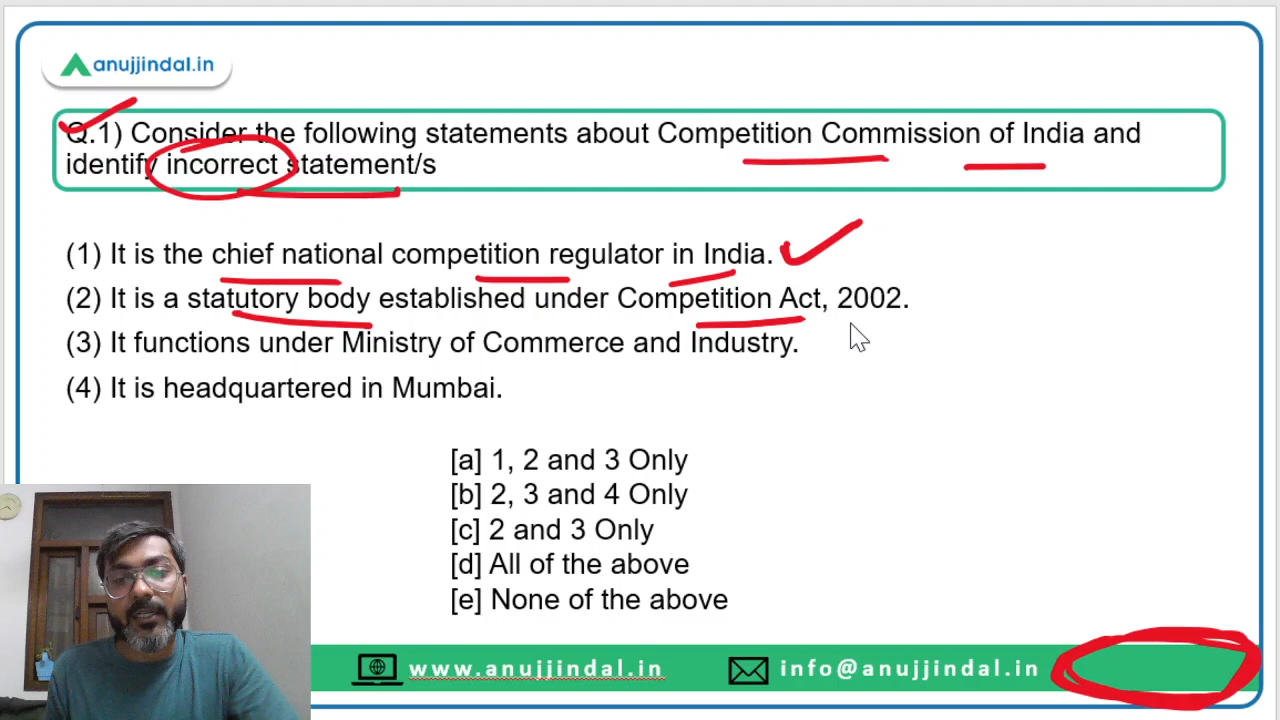 anujjindal.in
Q.1) Consider the following statements about Competition Commission of India and
identify incorrect statement/s
(1) It is the chief national competition regulator in India.
(2) It is a statutory body established under Competition Act, 2002.
(3) It functions under Ministry of Commerce and Industry.
(4) It is headquartered in Mumbai.
[a] 1, 2 and 3 Only
[b] 2, 3 and 4 Only
[c] 2 and 3 Only
[d] All of the above
[e] None of the above
www.anujjindal.in
info@anujjindal.in